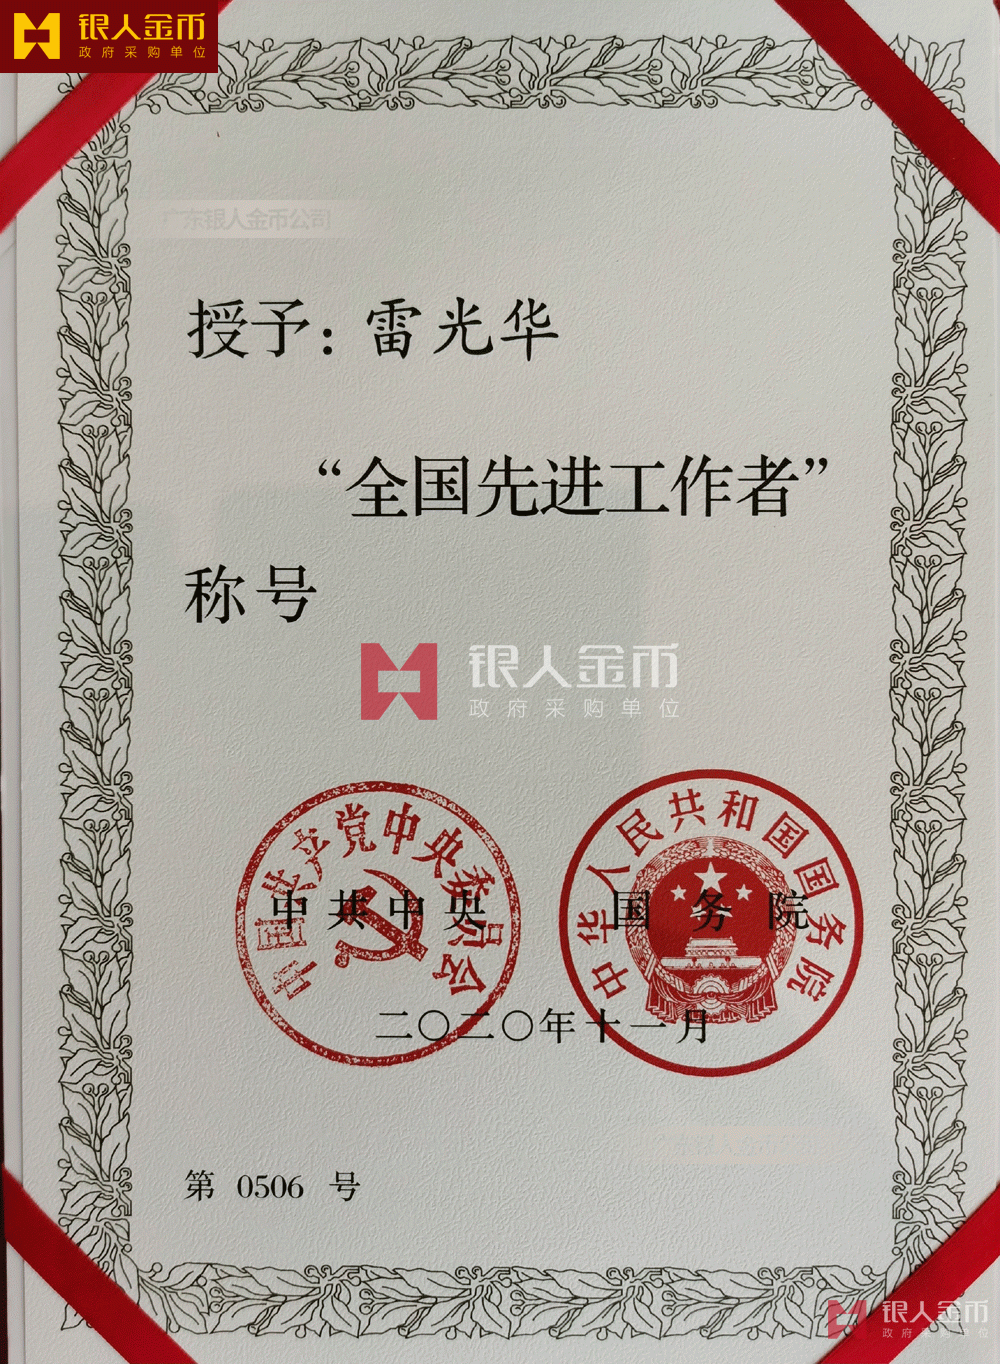 银人金币
政府采购单位
广东银人金币公司
授予：雷光华
“全国先进工作者”
称号
银人金币
政府采购单位
中国共产党中央委员会
中华人民共和国国务院
中共中央 国务院
二〇二〇年十一月
第 0506 号
银人金币
政府采购单位